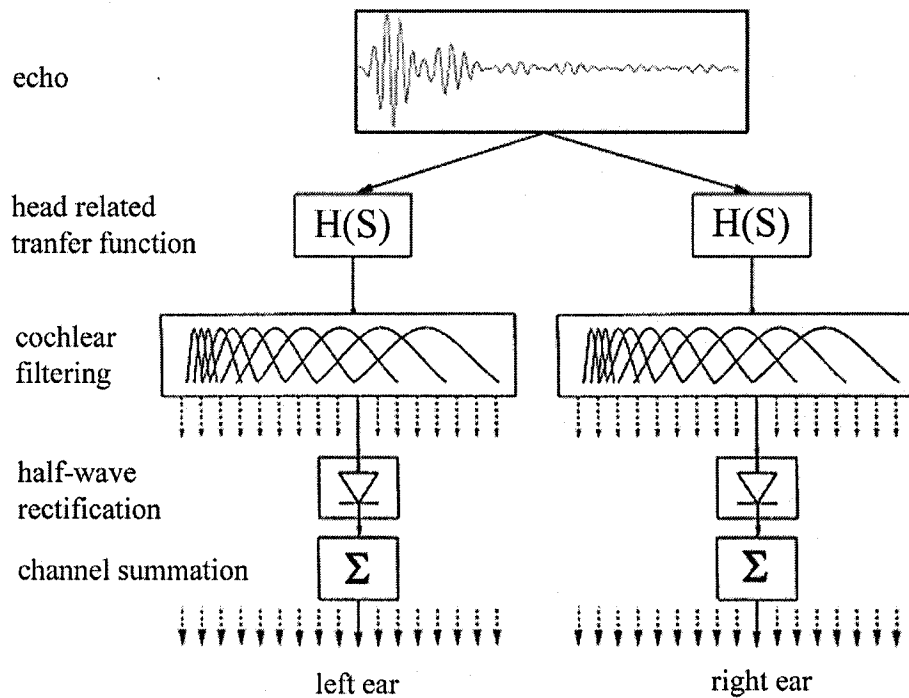 echo
head related
tranfer function
H(S)
H(S)
cochlear
filtering
half-wave
rectification
channel summation
Σ
Σ
left ear
right ear